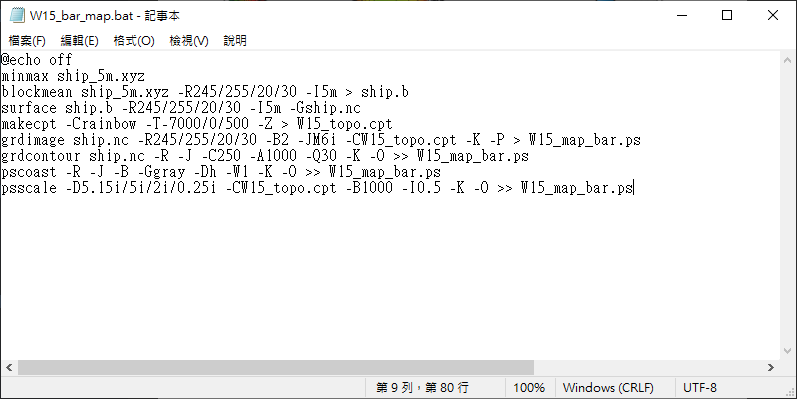 W15_bar_map.bat - 記事本
檔案(F) 編輯(E) 格式(O) 檢視(V) 說明
@echo off
minmax ship_5m.xyz
blockmean ship_5m.xyz -R245/255/20/30 -I5m > ship.b
surface ship.b -R245/255/20/30 -I5m -Gship.nc
makecpt -Crainbow -T-7000/0/500 -Z > W15_topo.cpt
grdimage ship.nc -R245/255/20/30 -B2 -JM6i -CW15_topo.cpt -K -P > W15_map_bar.ps
grdcontour ship.nc -R -J -C250 -A1000 -Q30 -K -O >> W15_map_bar.ps
pscoast -R -J -B -Ggray -Dh -W1 -K -O >> W15_map_bar.ps
psscale -D5.15i/5i/2i/0.25i -CW15_topo.cpt -B1000 -I0.5 -K -O >> W15_map_bar.ps
第 9 列，第 80 行 100% Windows (CRLF) UTF-8